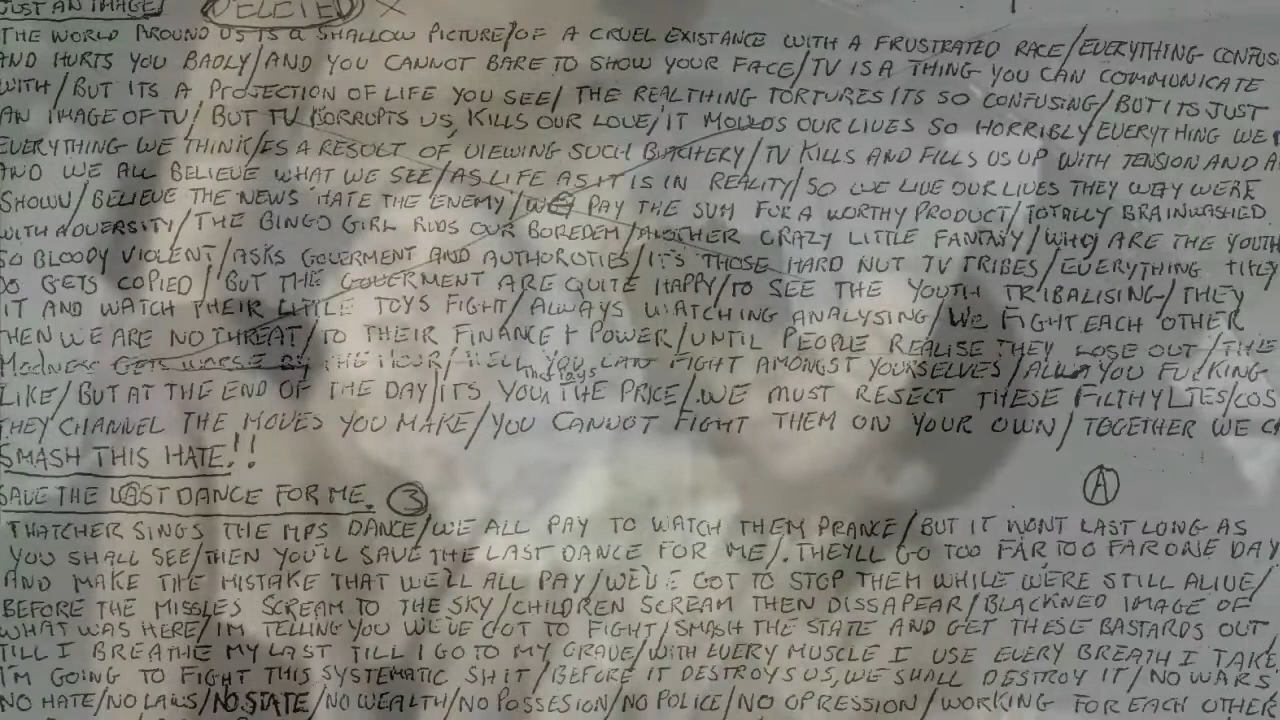 JUST AN IMAGE DELETED X
THE WORLD AROUND US IS A SHALLOW PICTURE/OF A CRUEL EXISTANCE WITH A FRUSTRATED RACE/EVERYTHING CONFUS
AND HURTS YOU BADLY/AND YOU CANNOT BARE TO SHOW YOUR FACE/TV IS A THING YOU CAN COMMUNICATE
WITH/BUT ITS A PROJECTION OF LIFE YOU SEE/THE REALTHING TORTURES ITS SO CONFUSING/BUT ITS JUST
AN IMAGE OF TV/BUT TV KORRUPTS US, KILLS OUR LOVE/IT MOULDS OUR LIVES SO HORRIBLY/EVERYTHING WE
EVERYTHING WE THINK/ES A RESULT OF VIEWING SUCH BUTCHERY/TV KILLS AND FILLS US UP WITH TENSION AND A
AND WE ALL BELIEVE WHAT WE SEE/AS LIFE AS IT IS IN REALITY/SO WE LIVE OUR LIVES THEY WAY WERE
SHOWN/BELIEVE THE NEWS HATE THE ENEMY/WE PAY THE SUM FOR A WORTHY PRODUCT/TOTALLY BRAINWASHED
WITH ADVERSITY/THE BINGO GIRL RIDS OUR BOREDEM/ANOTHER CRAZY LITTLE FANTASY/WHY ARE THE YOUTH
SO BLOODY VIOLENT/ASKS GOVERMENT AND AUTHOROTIES/IT'S THOSE HARD NUT TV TRIBES/EVERYTHING THEY
DO GETS COPIED/BUT THE GOUERMENT ARE QUITE HAPPY/TO SEE THE YOUTH TRIBALISING/THEY
IT AND WATCH THEIR LITTLE TOYS FIGHT/ALWAYS WATCHING ANALYSING/WE FIGHT EACH OTHER
THEN WE ARE NO THREAT/TO THEIR FINANCE + POWER/UNTIL PEOPLE REALISE THEY LOSE OUT/THE
MADNESS GETS WORSE BY THE HOUR/WELL YOU CAN FIGHT AMONGST YOURSELVES/ALL YOU FUCKING
LIKE/BUT AT THE END OF THE DAY/ITS YOU THAT PAYS THE PRICE/.WE MUST RESECT THESE FILTHY LIES/COS
THEY CHANNEL THE MOVES YOU MAKE/YOU CANNOT FIGHT THEM ON YOUR OWN/TOGETHER WE C
SMASH THIS HATE!!
SAVE THE LAST DANCE FOR ME. 3 A
THATCHER SINGS THE MPS DANCE/WE ALL PAY TO WATCH THEM PRANCE/BUT IT WONT LAST LONG AS
YOU SHALL SEE/THEN YOU'LL SAVE THE LAST DANCE FOR ME/.THEYLL GO TOO FAR TOO FAR ONE DAY
AND MAKE THE MISTAKE THAT WE'LL ALL PAY/WE'VE GOT TO STOP THEM WHILE WERE STILL ALIVE/
BEFORE THE MISSLES SCREAM TO THE SKY/CHILDREN SCREAM THEN DISSAPEAR/BLACKNED IMAGE OF
WHAT WAS HERE/IM TELLING YOU WE'VE GOT TO FIGHT/SMASH THE STATE AND GET THESE BASTARDS OUT
TILL I BREATHE MY LAST TILL I GO TO MY GRAVE/WITH EVERY MUSCLE I USE EVERY BREATH I TAKE
I'M GOING TO FIGHT THIS SYSTEMATIC SHIT/BEFORE IT DESTROYS US, WE SHALL DESTROY IT/NO WARS
NO HATE/NO LAWS/NO STATE/NO WEALTH/NO POSSESION/NO POLICE/NO OPRESSION/WORKING FOR EACH OTHER